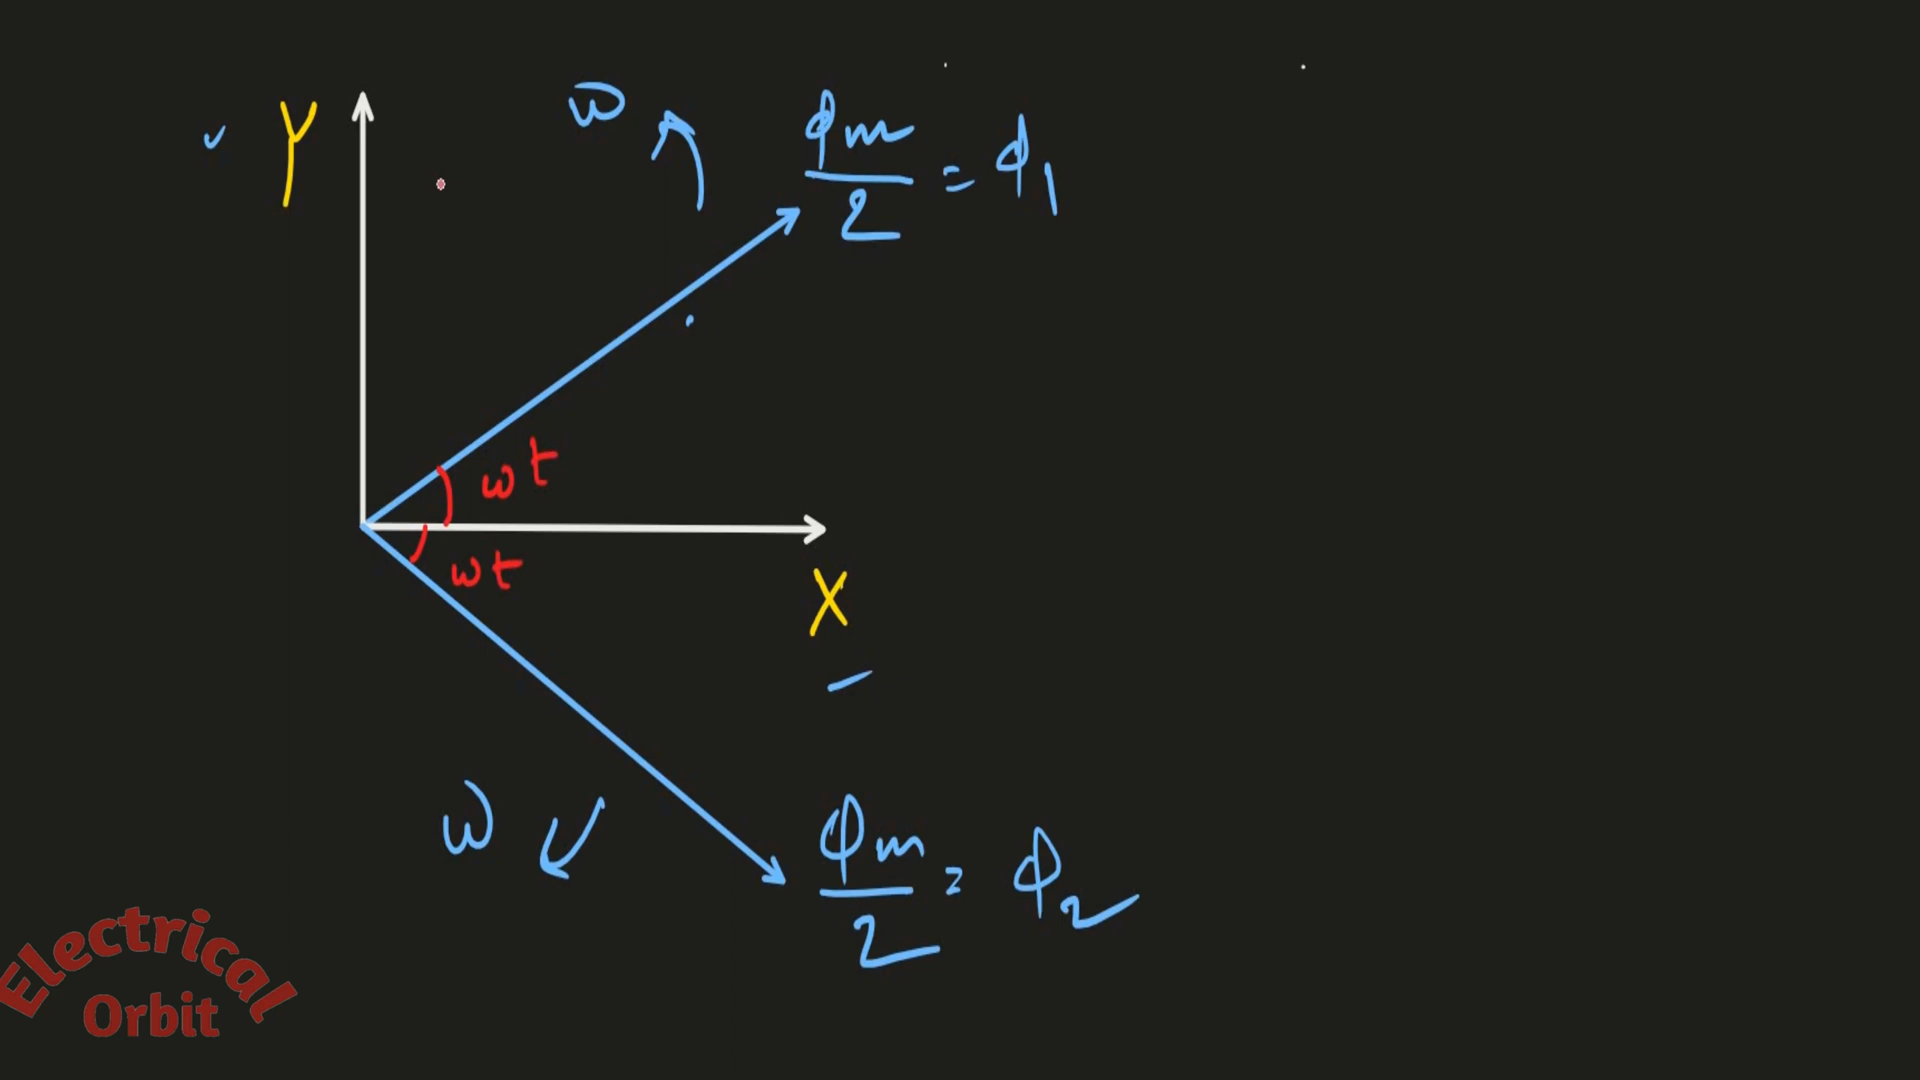 Y
ω
ϕm/2 = ϕ1
ωt
ωt
X
ω
ϕm/2 = ϕ2
Electrical
Orbit